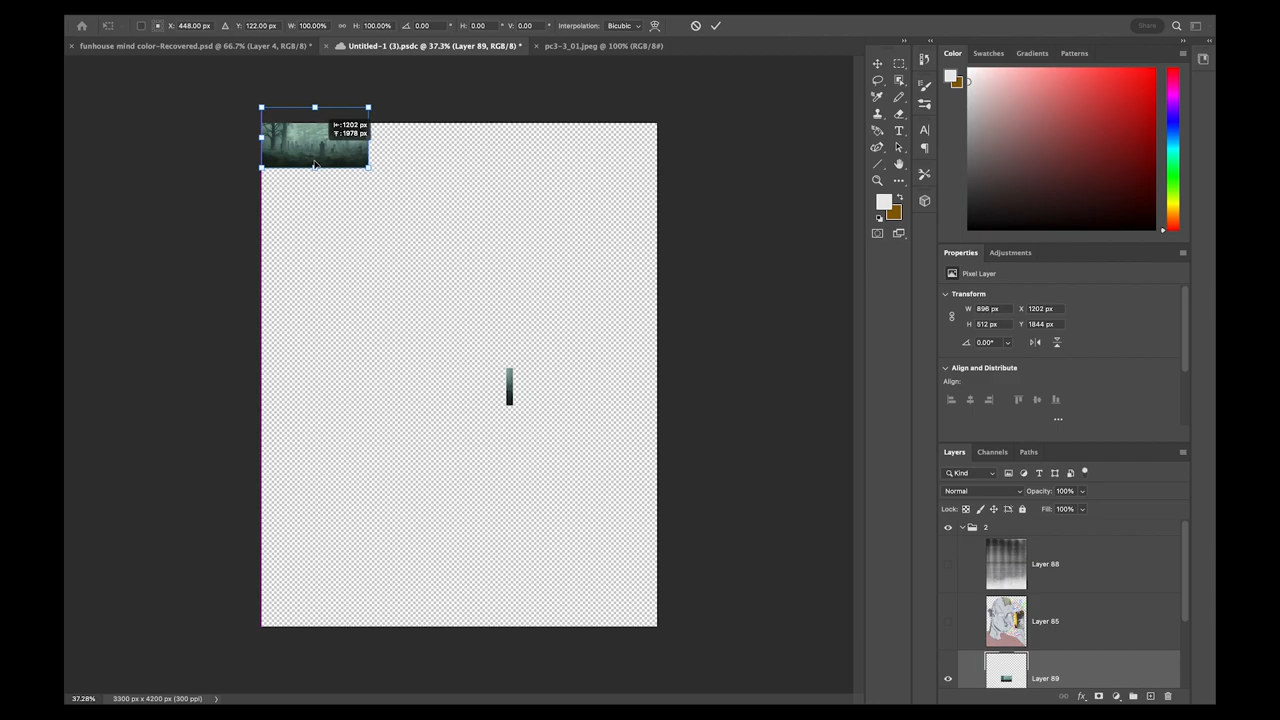 X: 448.00 px Y: 122.00 px W: 100.00% H: 100.00% 0.00 ° H: 0.00 ° V: 0.00 ° Interpolation: Bicubic Share
funhouse mind color-Recovered.psd @ 66.7% (Layer 4, RGB/8) * Untitled-1 (3).psdc @ 37.3% (Layer 89, RGB/8) * pc3-3_01.jpeg @ 100% (RGB/8#)
Color Swatches Gradients Patterns
: 1202 px
: 1978 px
Properties Adjustments
Pixel Layer
Transform
W 896 px X 1202 px
H 512 px Y 1844 px
0.00°
Align and Distribute
Align:
Layers Channels Paths
Kind
Normal Opacity: 100%
Lock: Fill: 100%
2
Layer 88
Layer 85
Layer 89
37.28% 3300 px x 4200 px (300 ppi)